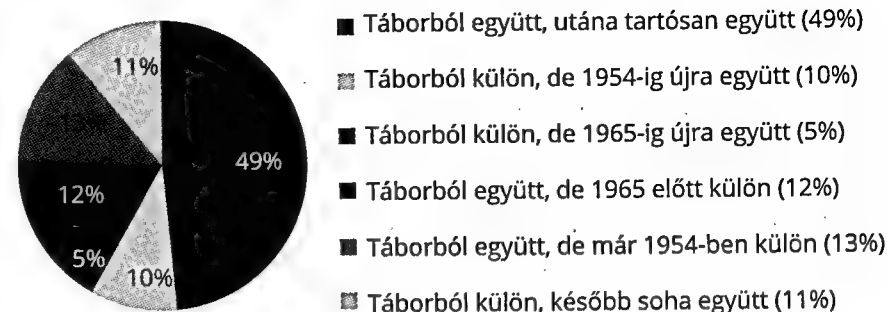 11%
13%
49%
12%
5%
10%
Táborból együtt, utána tartósan együtt (49%)
Táborból külön, de 1954-ig újra együtt (10%)
Táborból külön, de 1965-ig újra együtt (5%)
Táborból együtt, de 1965 előtt külön (12%)
Táborból együtt, de már 1954-ben külön (13%)
Táborból külön, később soha együtt (11%)